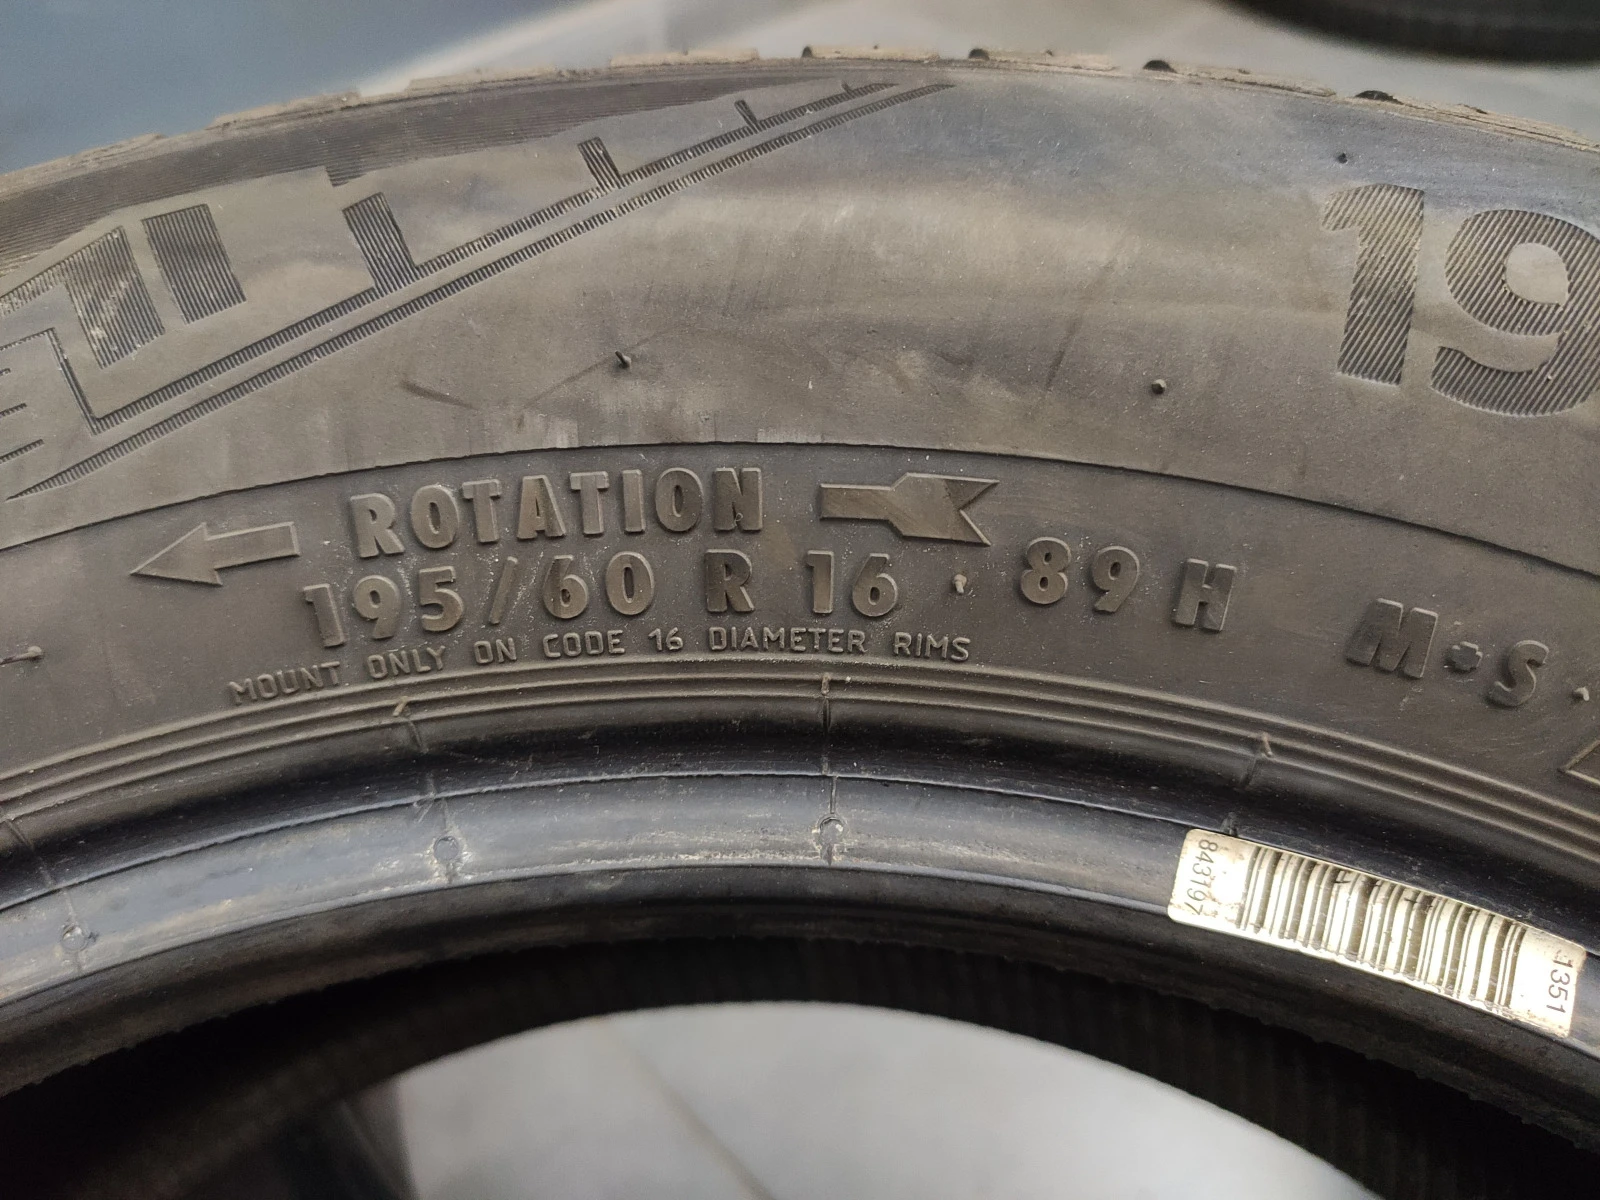 19
ROTATION
195/60 R 16 · 89 H M+S
MOUNT ONLY ON CODE 16 DIAMETER RIMS
843197
1351